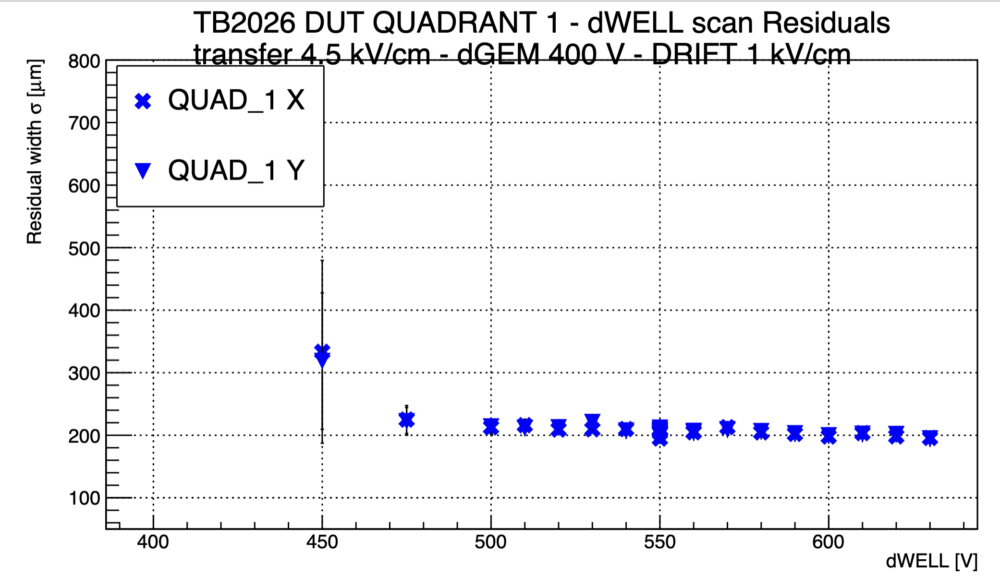 TB2026 DUT QUADRANT 1 - dWELL scan Residuals
transfer 4.5 kV/cm - dGEM 400 V - DRIFT 1 kV/cm
Residual width σ [μm]
800
700
600
500
400
300
200
100
QUAD_1 X
QUAD_1 Y
400 450 500 550 600
dWELL [V]